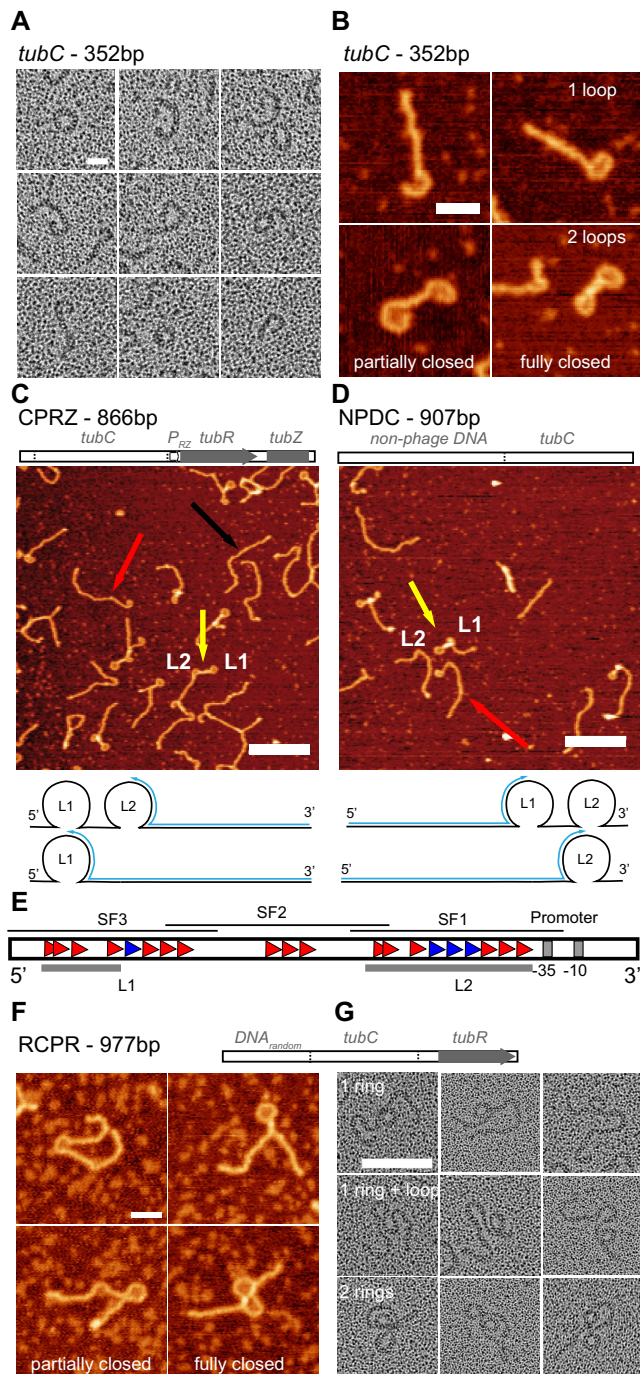 A
tubC - 352bp
B
tubC - 352bp
1 loop
2 loops
partially closed
fully closed
C
CPRZ - 866bp
tubC
PRZ
tubR
tubZ
L2
L1
D
NPDC - 907bp
non-phage DNA
tubC
L2
L1
5'
L1
L2
3'
L1
5'
L1
L2
3'
5'
L2
3'
E
SF3
SF2
SF1
Promoter
5'
L1
L2
-35
-10
3'
F
RCPR - 977bp
DNArandom
tubC
tubR
partially closed
fully closed
G
1 ring
1 ring + loop
2 rings